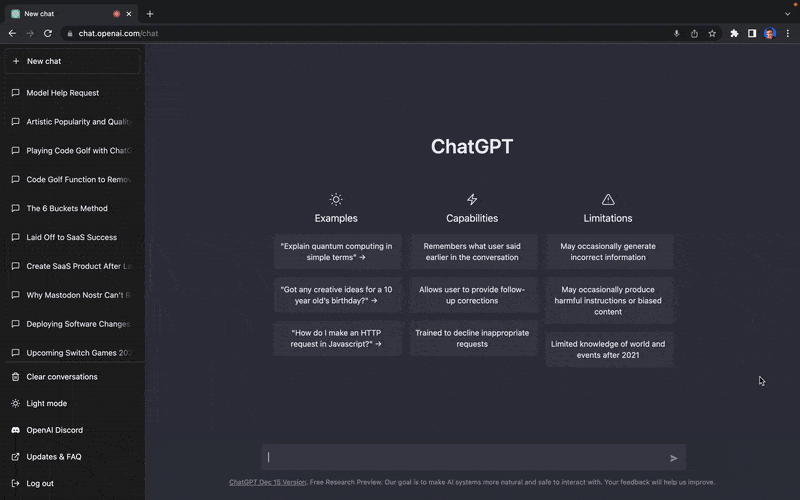 New chat
chat.openai.com/chat
New chat
Model Help Request
Artistic Popularity and Quality
Playing Code Golf with ChatG
Code Golf Function to Remov
The 6 Buckets Method
Laid Off to SaaS Success
Create SaaS Product After La
Why Mastodon Nostr Can't B
Deploying Software Changes
Upcoming Switch Games 202
Clear conversations
Light mode
OpenAI Discord
Updates & FAQ
Log out
ChatGPT
Examples
"Explain quantum computing in
simple terms" →
"Got any creative ideas for a 10
year old's birthday?" →
"How do I make an HTTP
request in Javascript?" →
Capabilities
Remembers what user said
earlier in the conversation
Allows user to provide follow-
up corrections
Trained to decline inappropriate
requests
Limitations
May occasionally generate
incorrect information
May occasionally produce
harmful instructions or biased
content
Limited knowledge of world and
events after 2021
ChatGPT Dec 15 Version. Free Research Preview. Our goal is to make AI systems more natural and safe to interact with. Your feedback will help us improve.